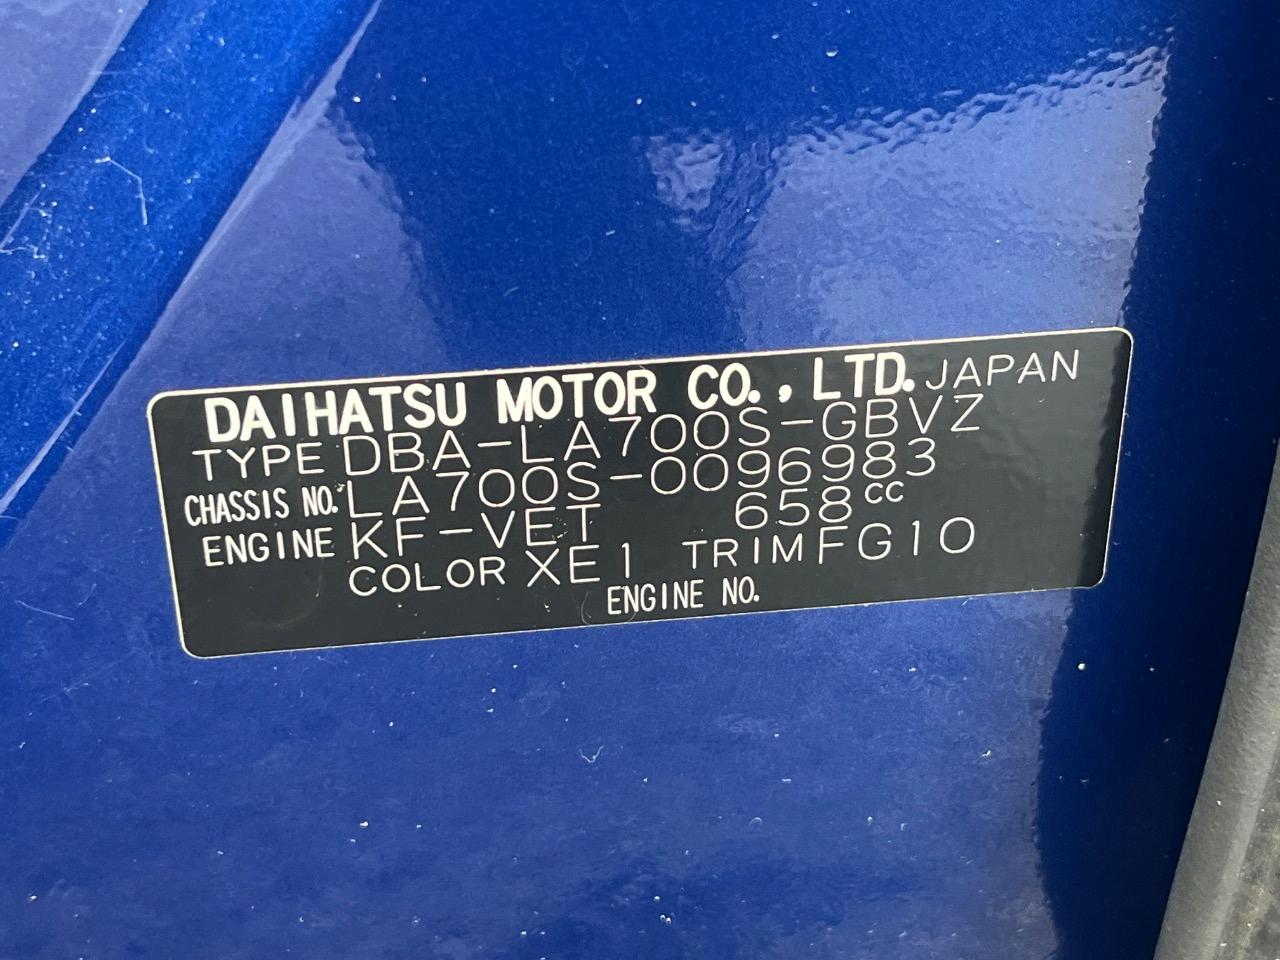 DAIHATSU MOTOR CO., LTD. JAPAN
TYPE DBA-LA700S-GBVZ
CHASSIS NO. LA700S-0096983
ENGINE KF-VET 658cc
COLOR XE1 TRIM FG10
ENGINE NO.